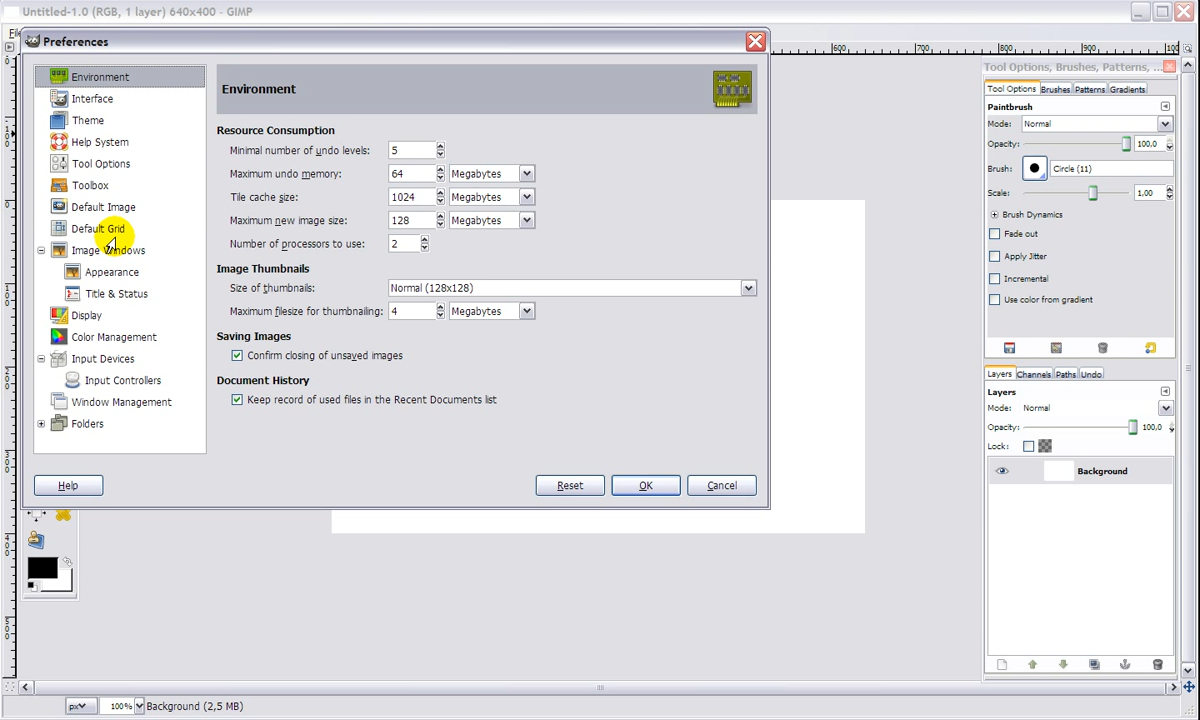 Untitled-1.0 (RGB, 1 layer) 640x400 - GIMP
Preferences
Environment
Interface
Theme
Help System
Tool Options
Toolbox
Default Image
Default Grid
Image Windows
Appearance
Title & Status
Display
Color Management
Input Devices
Input Controllers
Window Management
Folders
Environment
Resource Consumption
Minimal number of undo levels: 5
Maximum undo memory: 64 Megabytes
Tile cache size: 1024 Megabytes
Maximum new image size: 128 Megabytes
Number of processors to use: 2
Image Thumbnails
Size of thumbnails: Normal (128x128)
Maximum filesize for thumbnailing: 4 Megabytes
Saving Images
Confirm closing of unsaved images
Document History
Keep record of used files in the Recent Documents list
Help Reset OK Cancel
600 700 800 900
Tool Options, Brushes, Patterns, ...
Tool Options Brushes Patterns Gradients
Paintbrush
Mode: Normal
Opacity: 100,0
Brush: Circle (11)
Scale: 1,00
Brush Dynamics
Fade out
Apply Jitter
Incremental
Use color from gradient
Layers Channels Paths Undo
Layers
Mode: Normal
Opacity: 100,0
Lock:
Background
px 100% Background (2,5 MB)